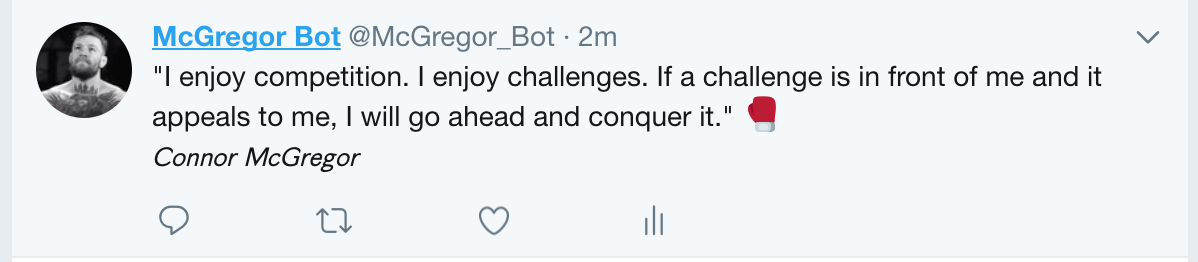 McGregor Bot @McGregor_Bot · 2m
"I enjoy competition. I enjoy challenges. If a challenge is in front of me and it
appeals to me, I will go ahead and conquer it." 🥊
Connor McGregor